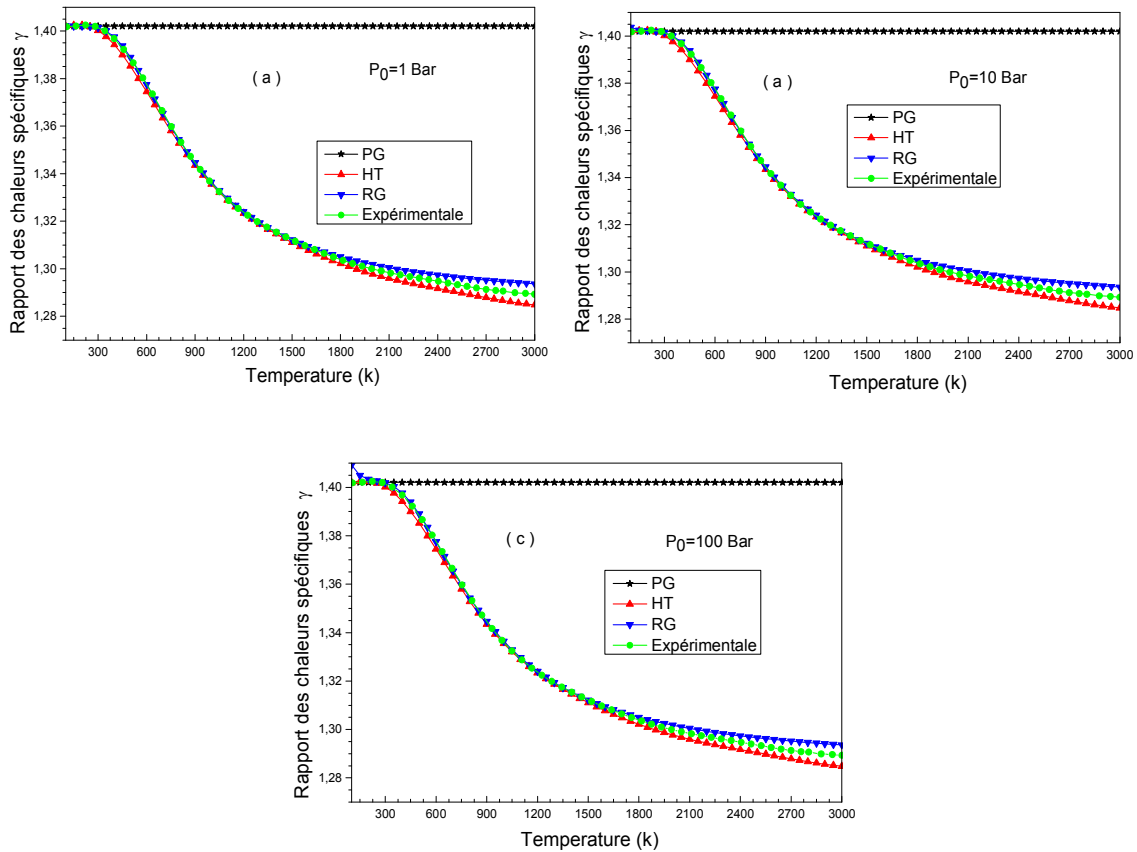 1,40
1,38
1,36
1,34
1,32
1,30
1,28
Rapport des chaleurs spécifiques γ
( a )
P0=1 Bar
PG
HT
RG
Expérimentale
300 600 900 1200 1500 1800 2100 2400 2700 3000
Temperature (k)
1,40
1,38
1,36
1,34
1,32
1,30
1,28
Rapport des chaleurs spécifiques γ
( a )
P0=10 Bar
PG
HT
RG
Expérimentale
300 600 900 1200 1500 1800 2100 2400 2700 3000
Temperature (k)
1,40
1,38
1,36
1,34
1,32
1,30
1,28
Rapport des chaleurs spécifiques γ
( c )
P0=100 Bar
PG
HT
RG
Expérimentale
300 600 900 1200 1500 1800 2100 2400 2700 3000
Temperature (k)